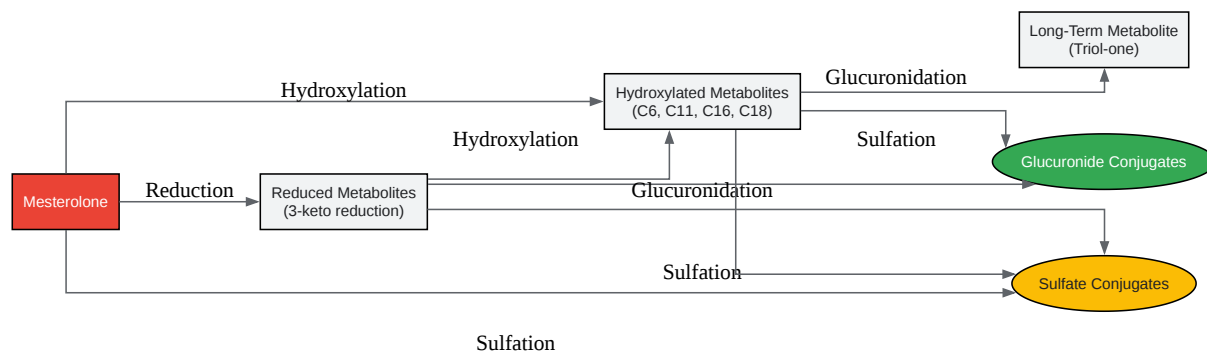 Long-Term Metabolite
(Triol-one)
Glucuronidation
Hydroxylation
Hydroxylated Metabolites
(C6, C11, C16, C18)
Hydroxylation
Sulfation
Glucuronide Conjugates
Mesterolone
Reduction
Reduced Metabolites
(3-keto reduction)
Glucuronidation
Sulfation
Sulfate Conjugates
Sulfation